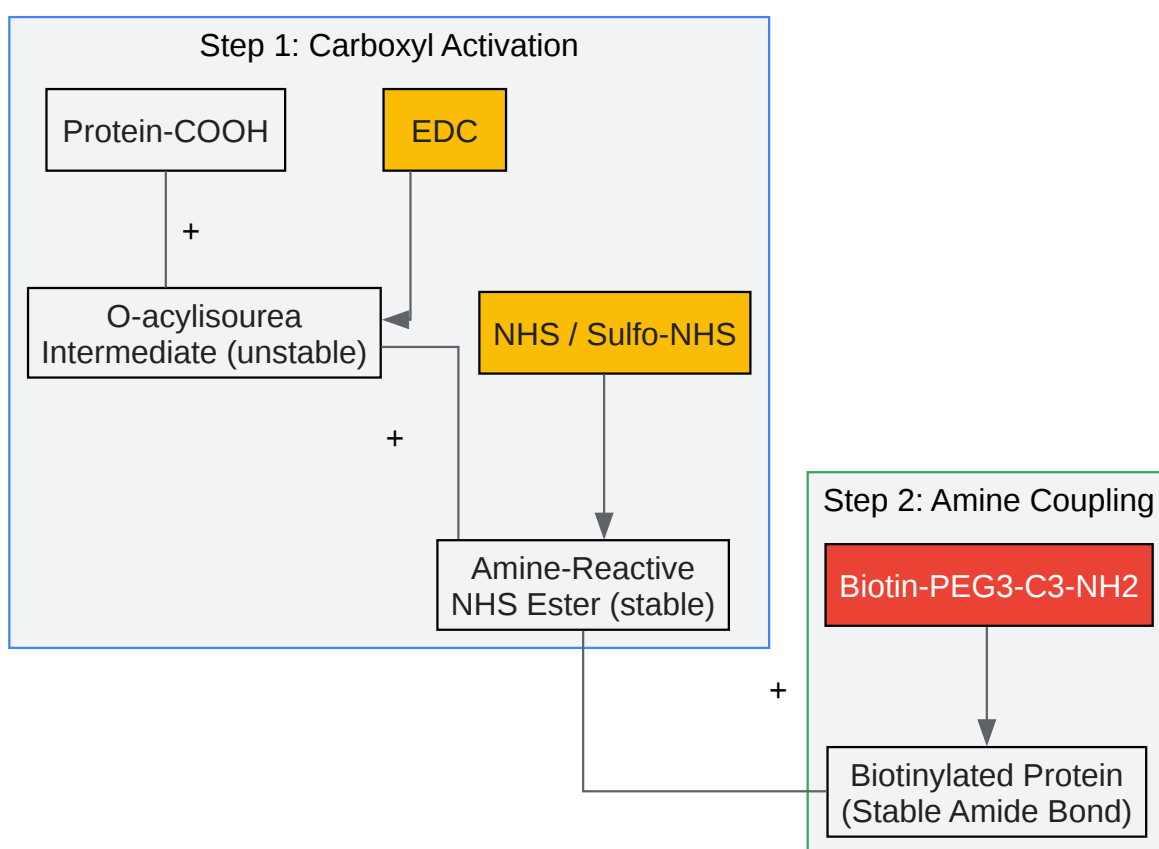 Step 1: Carboxyl Activation
Protein-COOH
EDC
+
O-acylisourea
Intermediate (unstable)
NHS / Sulfo-NHS
+
Amine-Reactive
NHS Ester (stable)
Step 2: Amine Coupling
Biotin-PEG3-C3-NH2
+
Biotinylated Protein
(Stable Amide Bond)